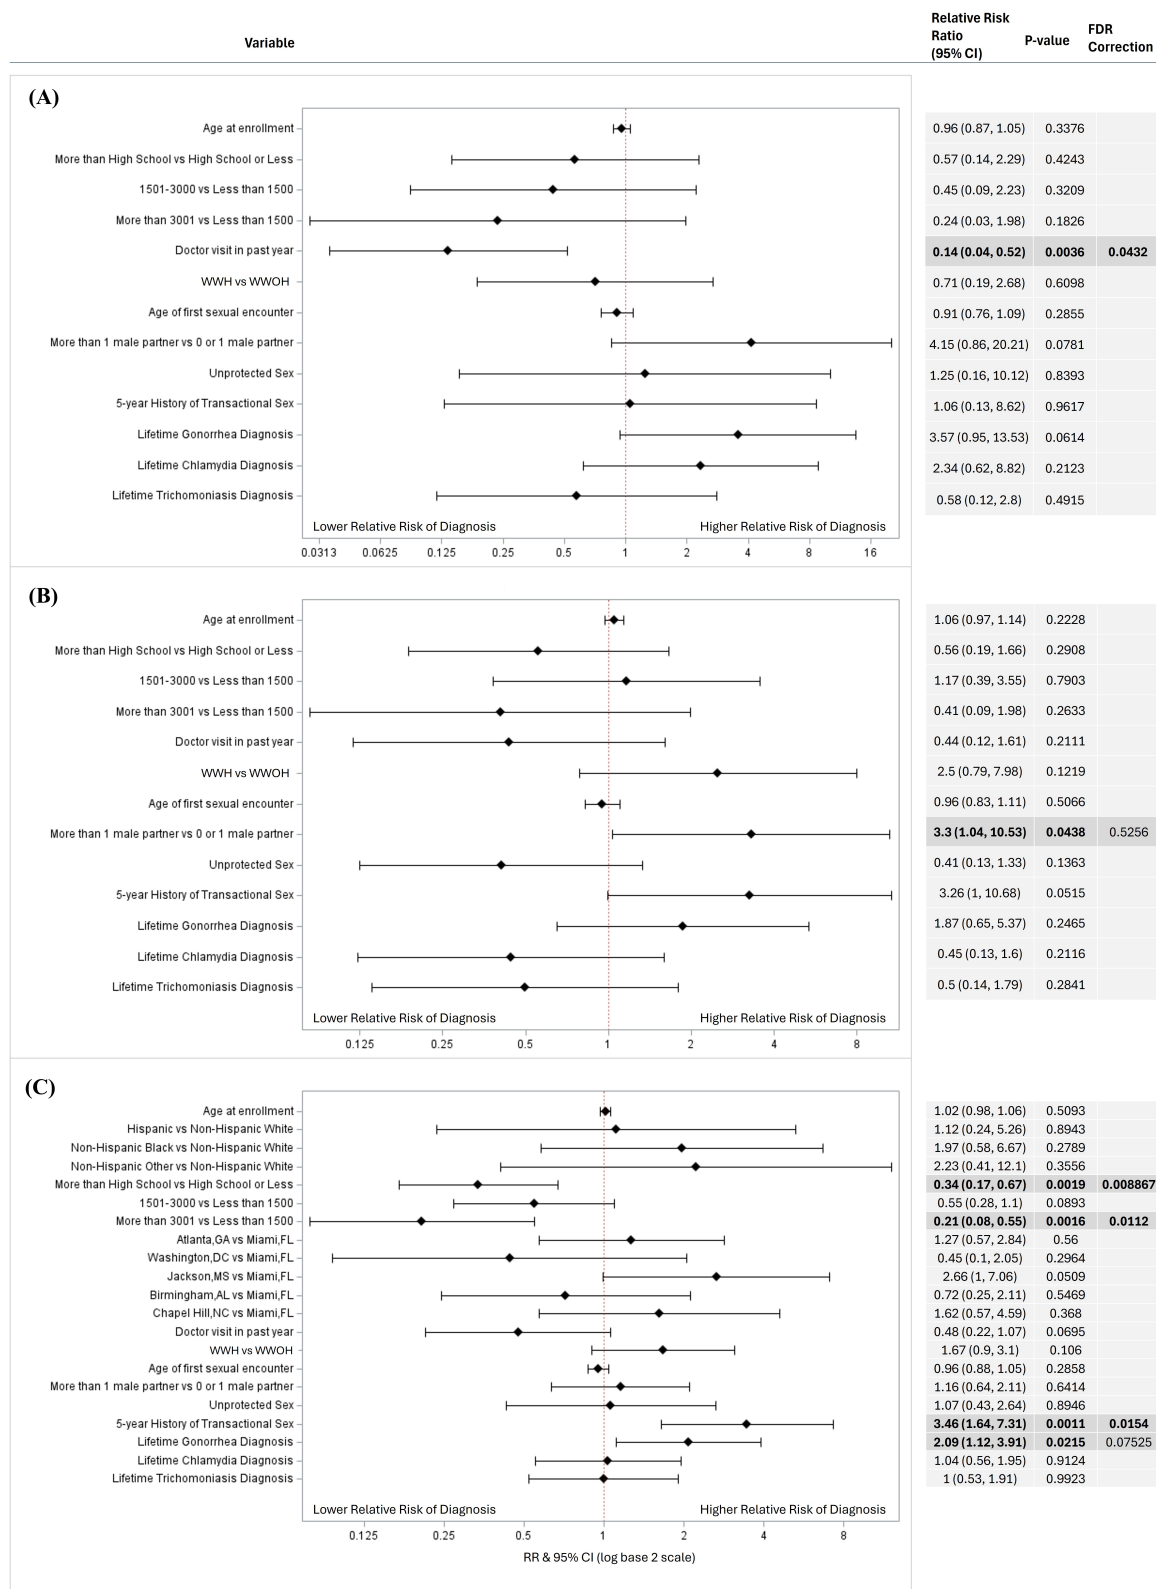 Variable Relative Risk Ratio (95% CI) P-value FDR Correction
(A)
Age at enrollment 0.96 (0.87, 1.05) 0.3376
More than High School vs High School or Less 0.57 (0.14, 2.29) 0.4243
1501-3000 vs Less than 1500 0.45 (0.09, 2.23) 0.3209
More than 3001 vs Less than 1500 0.24 (0.03, 1.98) 0.1826
Doctor visit in past year 0.14 (0.04, 0.52) 0.0036 0.0432
WWH vs WWOH 0.71 (0.19, 2.68) 0.6098
Age of first sexual encounter 0.91 (0.76, 1.09) 0.2855
More than 1 male partner vs 0 or 1 male partner 4.15 (0.86, 20.21) 0.0781
Unprotected Sex 1.25 (0.16, 10.12) 0.8393
5-year History of Transactional Sex 1.06 (0.13, 8.62) 0.9617
Lifetime Gonorrhea Diagnosis 3.57 (0.95, 13.53) 0.0614
Lifetime Chlamydia Diagnosis 2.34 (0.62, 8.82) 0.2123
Lifetime Trichomoniasis Diagnosis 0.58 (0.12, 2.8) 0.4915
Lower Relative Risk of Diagnosis Higher Relative Risk of Diagnosis
0.0313 0.0625 0.125 0.25 0.5 1 2 4 8 16
(B)
Age at enrollment 1.06 (0.97, 1.14) 0.2228
More than High School vs High School or Less 0.56 (0.19, 1.66) 0.2908
1501-3000 vs Less than 1500 1.17 (0.39, 3.55) 0.7903
More than 3001 vs Less than 1500 0.41 (0.09, 1.98) 0.2633
Doctor visit in past year 0.44 (0.12, 1.61) 0.2111
WWH vs WWOH 2.5 (0.79, 7.98) 0.1219
Age of first sexual encounter 0.96 (0.83, 1.11) 0.5066
More than 1 male partner vs 0 or 1 male partner 3.3 (1.04, 10.53) 0.0438 0.5256
Unprotected Sex 0.41 (0.13, 1.33) 0.1363
5-year History of Transactional Sex 3.26 (1, 10.68) 0.0515
Lifetime Gonorrhea Diagnosis 1.87 (0.65, 5.37) 0.2465
Lifetime Chlamydia Diagnosis 0.45 (0.13, 1.6) 0.2116
Lifetime Trichomoniasis Diagnosis 0.5 (0.14, 1.79) 0.2841
Lower Relative Risk of Diagnosis Higher Relative Risk of Diagnosis
0.125 0.25 0.5 1 2 4 8
(C)
Age at enrollment 1.02 (0.98, 1.06) 0.5093
Hispanic vs Non-Hispanic White 1.12 (0.24, 5.26) 0.8943
Non-Hispanic Black vs Non-Hispanic White 1.97 (0.58, 6.67) 0.2789
Non-Hispanic Other vs Non-Hispanic White 2.23 (0.41, 12.1) 0.3556
More than High School vs High School or Less 0.34 (0.17, 0.67) 0.0019 0.008867
1501-3000 vs Less than 1500 0.55 (0.28, 1.1) 0.0893
More than 3001 vs Less than 1500 0.21 (0.08, 0.55) 0.0016 0.0112
Atlanta,GA vs Miami,FL 1.27 (0.57, 2.84) 0.56
Washington,DC vs Miami,FL 0.45 (0.1, 2.05) 0.2964
Jackson,MS vs Miami,FL 2.66 (1, 7.06) 0.0509
Birmingham,AL vs Miami,FL 0.72 (0.25, 2.11) 0.5469
Chapel Hill,NC vs Miami,FL 1.62 (0.57, 4.59) 0.368
Doctor visit in past year 0.48 (0.22, 1.07) 0.0695
WWH vs WWOH 1.67 (0.9, 3.1) 0.106
Age of first sexual encounter 0.96 (0.88, 1.05) 0.2858
More than 1 male partner vs 0 or 1 male partner 1.16 (0.64, 2.11) 0.6414
Unprotected Sex 1.07 (0.43, 2.64) 0.8946
5-year History of Transactional Sex 3.46 (1.64, 7.31) 0.0011 0.0154
Lifetime Gonorrhea Diagnosis 2.09 (1.12, 3.91) 0.0215 0.07525
Lifetime Chlamydia Diagnosis 1.04 (0.56, 1.95) 0.9124
Lifetime Trichomoniasis Diagnosis 1 (0.53, 1.91) 0.9923
Lower Relative Risk of Diagnosis Higher Relative Risk of Diagnosis
0.125 0.25 0.5 1 2 4 8
RR & 95% CI (log base 2 scale)